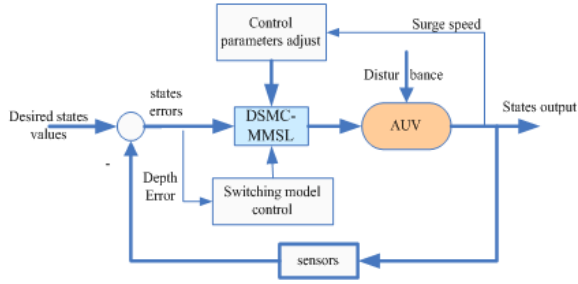 Control
parameters adjust
Surge speed
Distur bance
states
errors
Desired states
values
DSMC-
MMSL
AUV
States output
-
Depth
Error
Switching model
control
sensors